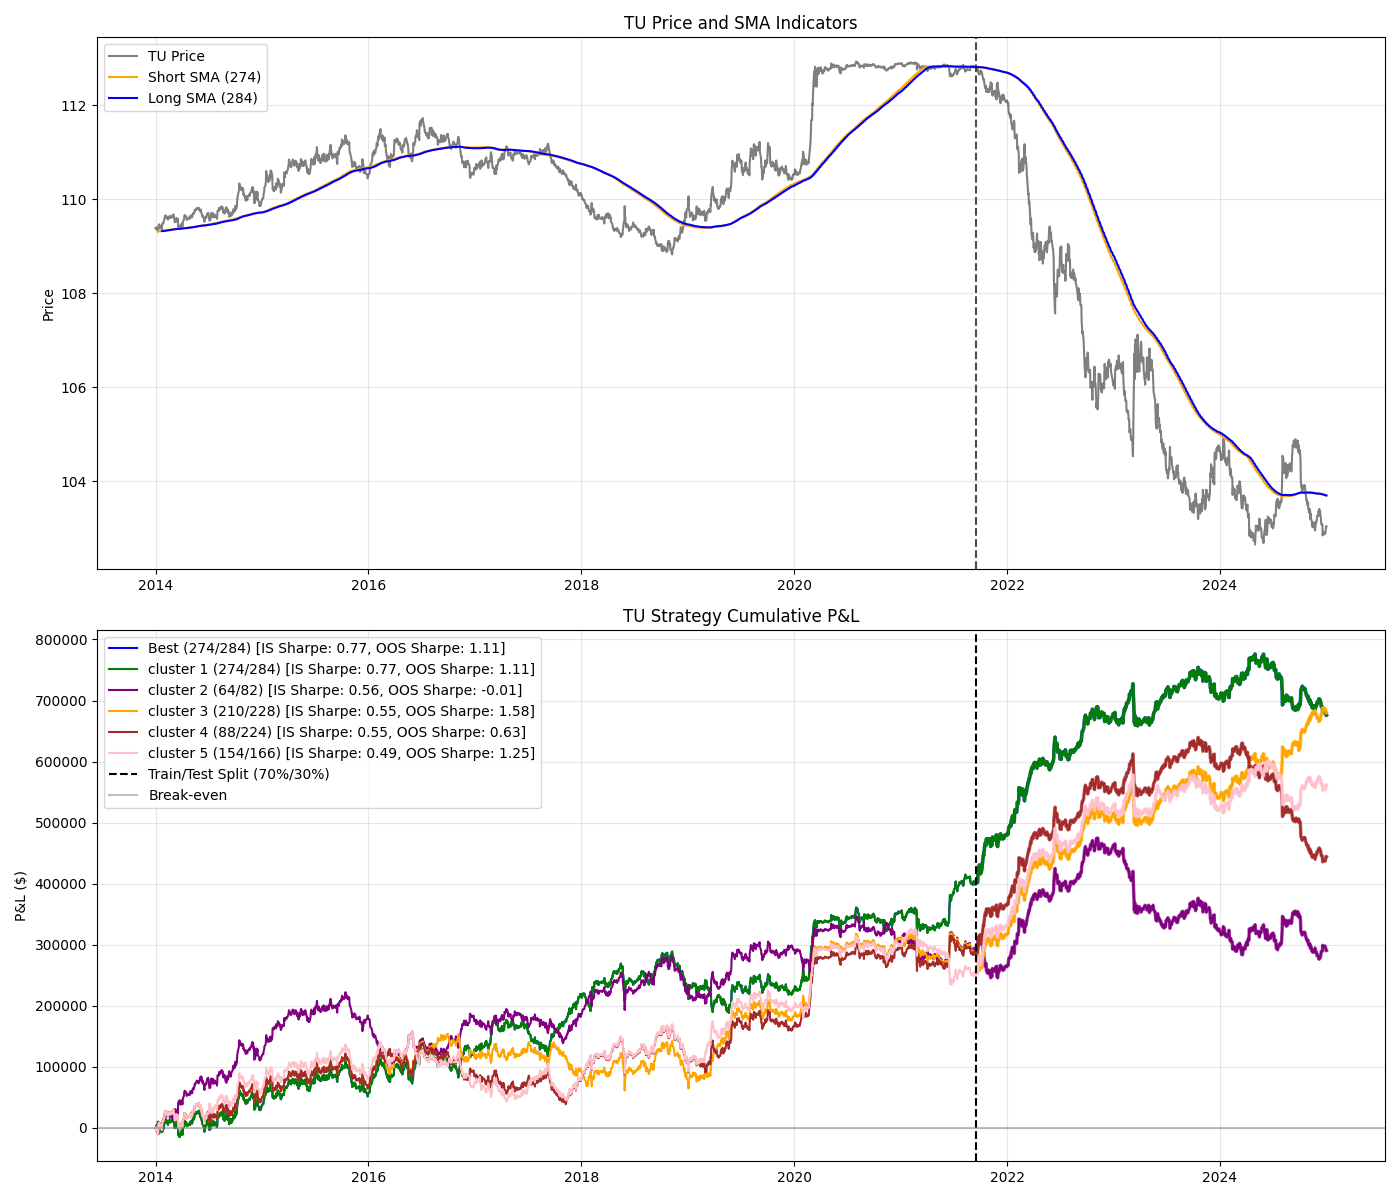 TU Price and SMA Indicators
TU Price
Short SMA (274)
Long SMA (284)
Price
112
110
108
106
104
2014
2016
2018
2020
2022
2024
TU Strategy Cumulative P&L
Best (274/284) [IS Sharpe: 0.77, OOS Sharpe: 1.11]
cluster 1 (274/284) [IS Sharpe: 0.77, OOS Sharpe: 1.11]
cluster 2 (64/82) [IS Sharpe: 0.56, OOS Sharpe: -0.01]
cluster 3 (210/228) [IS Sharpe: 0.55, OOS Sharpe: 1.58]
cluster 4 (88/224) [IS Sharpe: 0.55, OOS Sharpe: 0.63]
cluster 5 (154/166) [IS Sharpe: 0.49, OOS Sharpe: 1.25]
Train/Test Split (70%/30%)
Break-even
P&L ($)
800000
700000
600000
500000
400000
300000
200000
100000
0
2014
2016
2018
2020
2022
2024